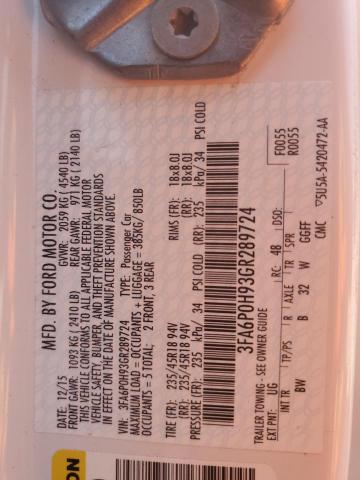 MFD. BY FORD MOTOR CO.
DATE: 12/15 GVWR: 2059 KG (4540 LB)
FRONT GAWR: 1093 KG (2410 LB) REAR GAWR: 971 KG (2140 LB)
THIS VEHICLE CONFORMS TO ALL APPLICABLE FEDERAL MOTOR
VEHICLE SAFETY, BUMPER, AND THEFT PREVENTION STANDARDS
IN EFFECT ON THE DATE OF MANUFACTURE SHOWN ABOVE.
VIN: 3FA6P0H93GR289724 TYPE: Passenger Car
MAXIMUM LOAD = OCCUPANTS + LUGGAGE = 385KG/ 850LB
OCCUPANTS = 5 TOTAL: 2 FRONT, 3 REAR
TIRE (FR): 235/45R18 94V RIMS (FR): 18x8.0J
TIRE (RR): 235/45R18 94V (RR): 18x8.0J
PRESSURE (FR): 235 kPa/ 34 PSI COLD (RR): 235 kPa/ 34 PSI COLD
3FA6P0H93GR289724
F0055
R0055
TRAILER TOWING - SEE OWNER GUIDE
EXT PNT: UG RC: 48 DSO:
INT TR TP/PS R AXLE TR SPR
BW B 32 W GGFF
CMC 5U5A-5420472-AA
ON